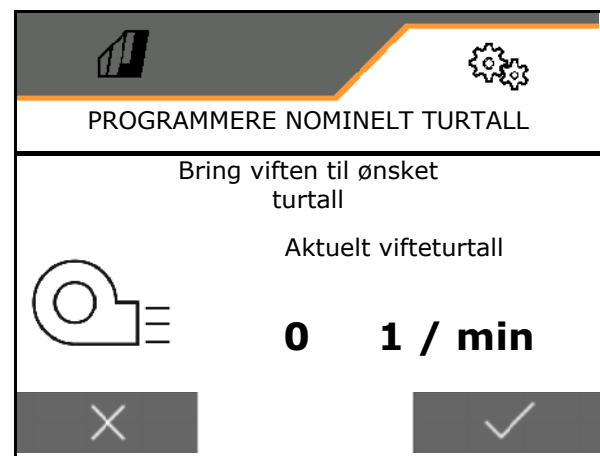 PROGRAMMERE NOMINELT TURTALL
Bring viften til ønsket
turtall
Aktuelt vifteturtall
0 1 / min